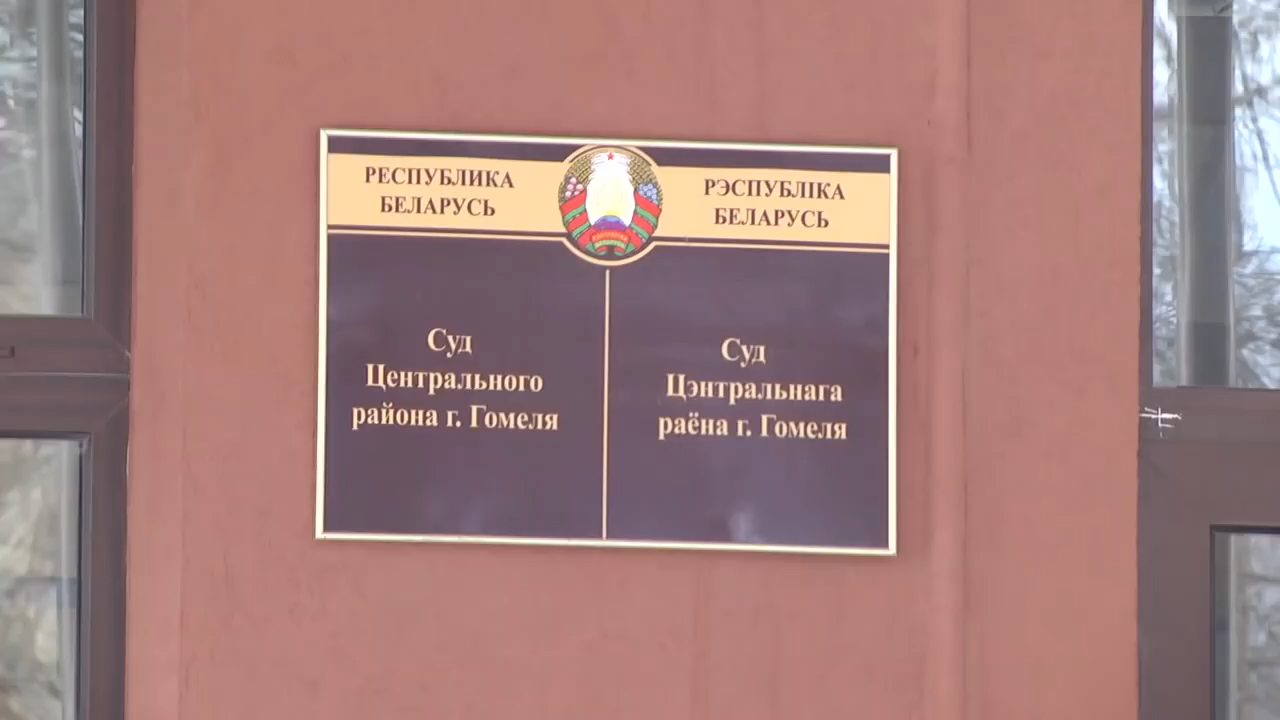 РЕСПУБЛИКА
БЕЛАРУСЬ
РЭСПУБЛІКА
БЕЛАРУСЬ
Суд
Центрального
района г. Гомеля
Суд
Цэнтральнага
раёна г. Гомеля